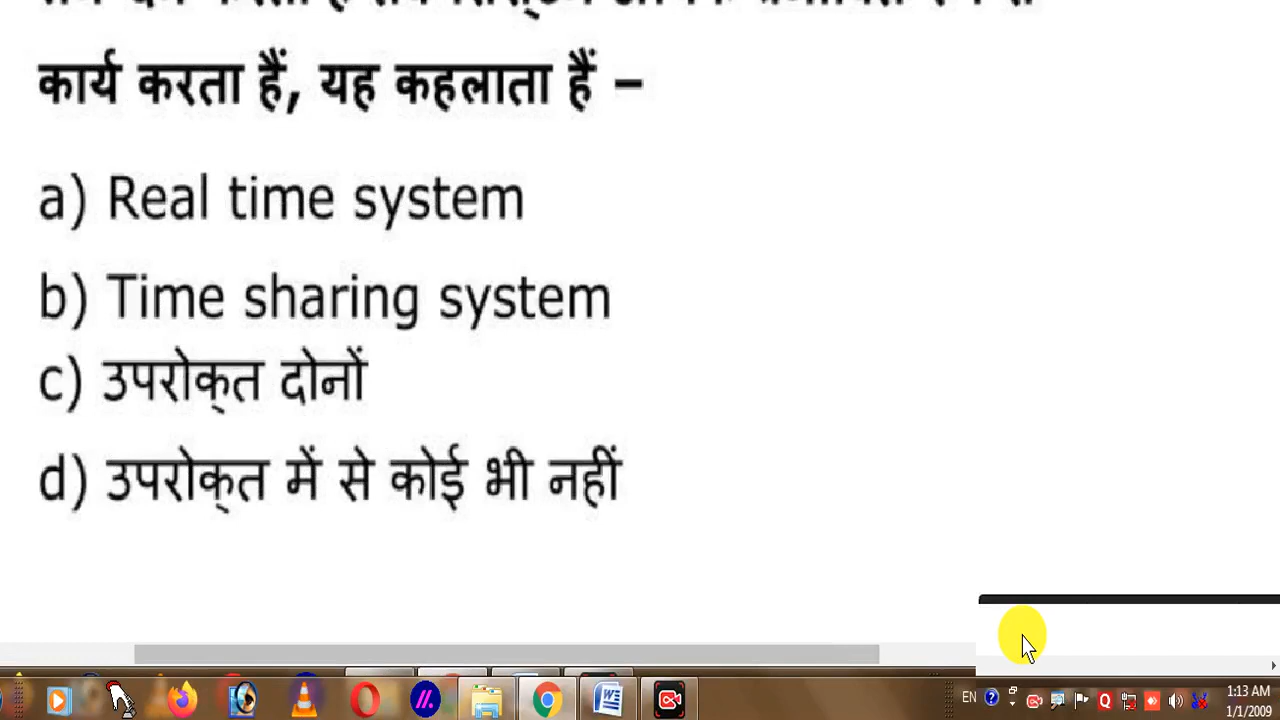 कार्य करता हैं, यह कहलाता हैं –
a) Real time system
b) Time sharing system
c) उपरोक्त दोनों
d) उपरोक्त में से कोई भी नहीं
EN
1:13 AM
1/1/2009